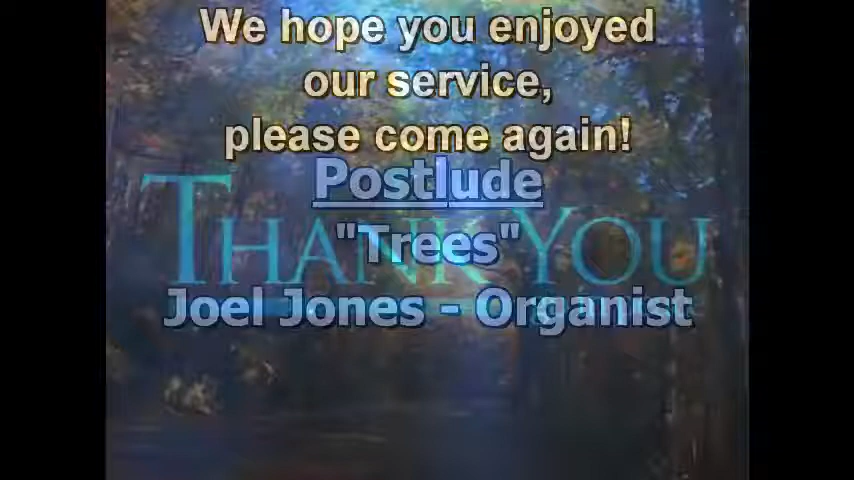 We hope you enjoyed
our service,
please come again!
Postlude
"Trees"
THANK YOU
Joel Jones - Organist